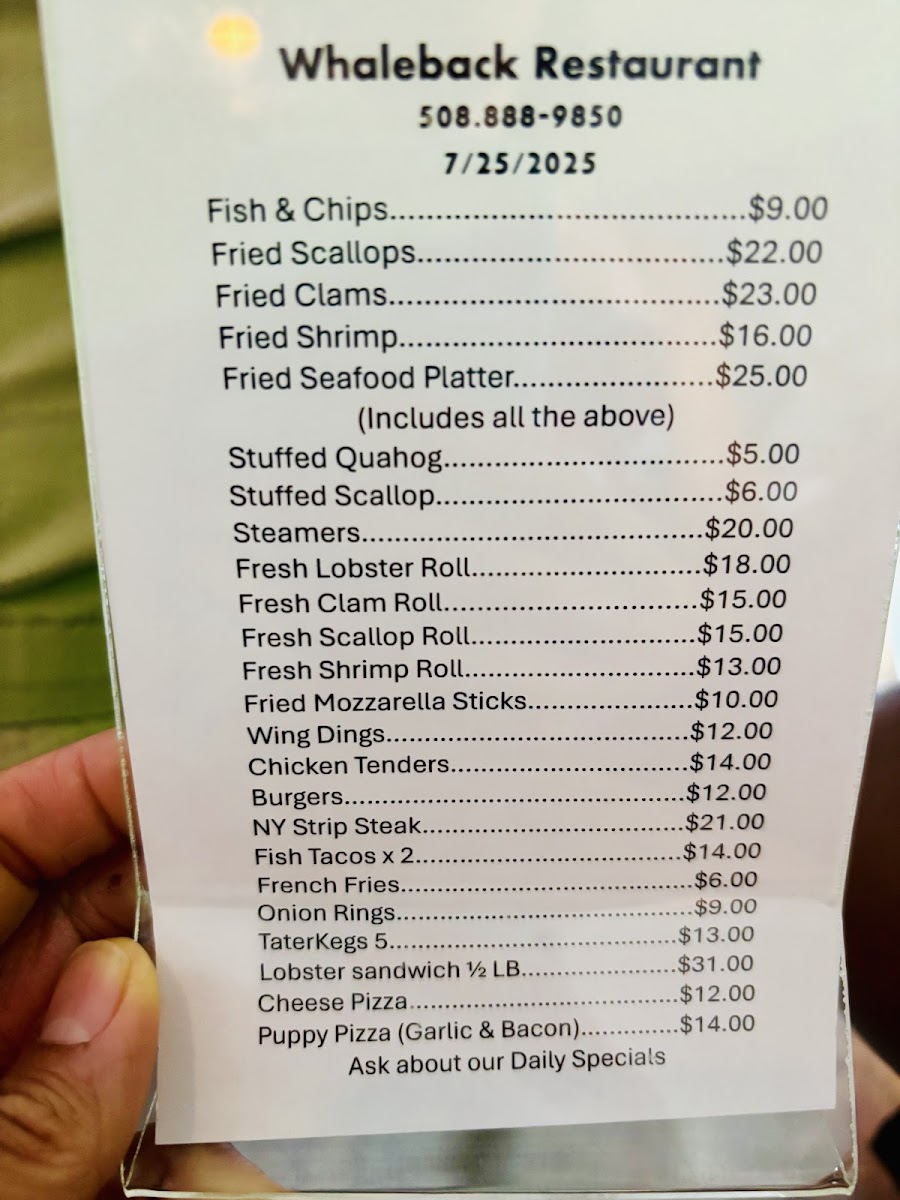 Whaleback Restaurant
508.888-9850
7/25/2025
Fish & Chips.......................................$9.00
Fried Scallops...................................$22.00
Fried Clams......................................$23.00
Fried Shrimp.....................................$16.00
Fried Seafood Platter.......................$25.00
(Includes all the above)
Stuffed Quahog................................$5.00
Stuffed Scallop.................................$6.00
Steamers.........................................$20.00
Fresh Lobster Roll...........................$18.00
Fresh Clam Roll...............................$15.00
Fresh Scallop Roll...........................$15.00
Fresh Shrimp Roll............................$13.00
Fried Mozzarella Sticks....................$10.00
Wing Dings......................................$12.00
Chicken Tenders..............................$14.00
Burgers............................................$12.00
NY Strip Steak.................................$21.00
Fish Tacos x 2..................................$14.00
French Fries.....................................$6.00
Onion Rings.....................................$9.00
TaterKegs 5.....................................$13.00
Lobster sandwich ½ LB....................$31.00
Cheese Pizza...................................$12.00
Puppy Pizza (Garlic & Bacon).............$14.00
Ask about our Daily Specials